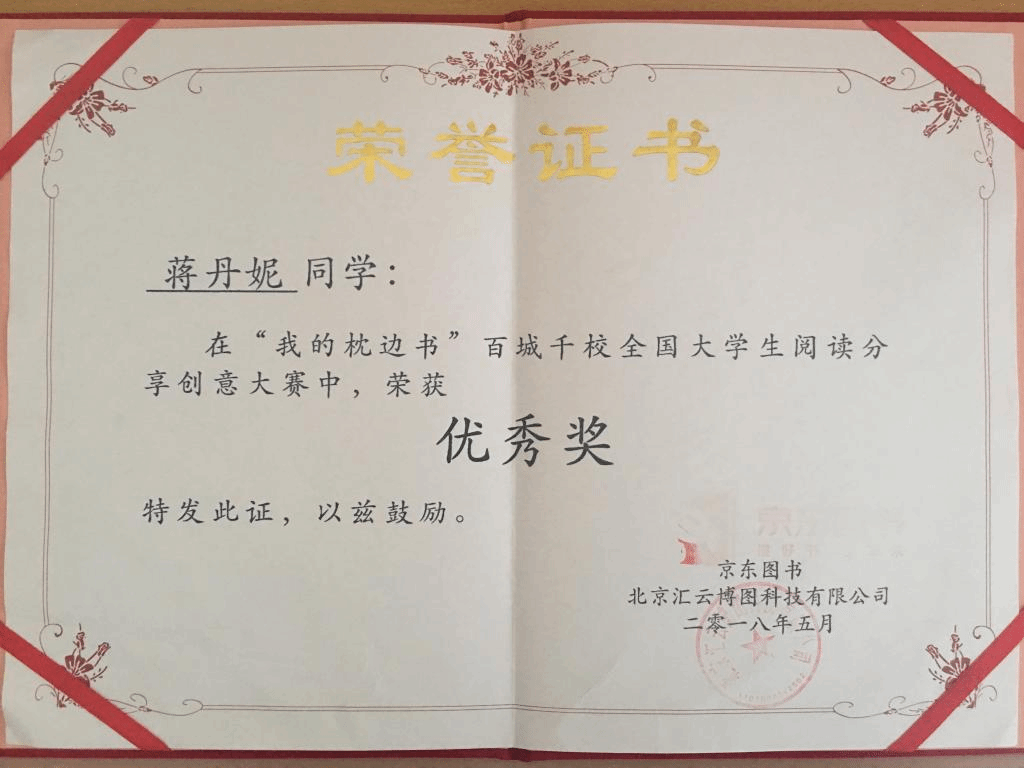 荣誉证书
蒋丹妮 同学：
在“我的枕边书”百城千校全国大学生阅读分
享创意大赛中，荣获
优秀奖
特发此证，以兹鼓励。
京东图书
北京汇云博图科技有限公司
二零一八年五月